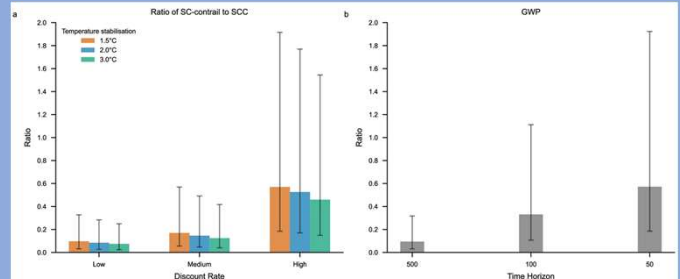 a
Ratio of SC-contrail to SCC
Temperature stabilisation
1.5°C
2.0°C
3.0°C
Ratio
2.0
1.8
1.6
1.4
1.2
1.0
0.8
0.6
0.4
0.2
0.0
Low Medium High
Discount Rate
b
GWP
Ratio
2.0
1.8
1.6
1.4
1.2
1.0
0.8
0.6
0.4
0.2
0.0
500 100 50
Time Horizon